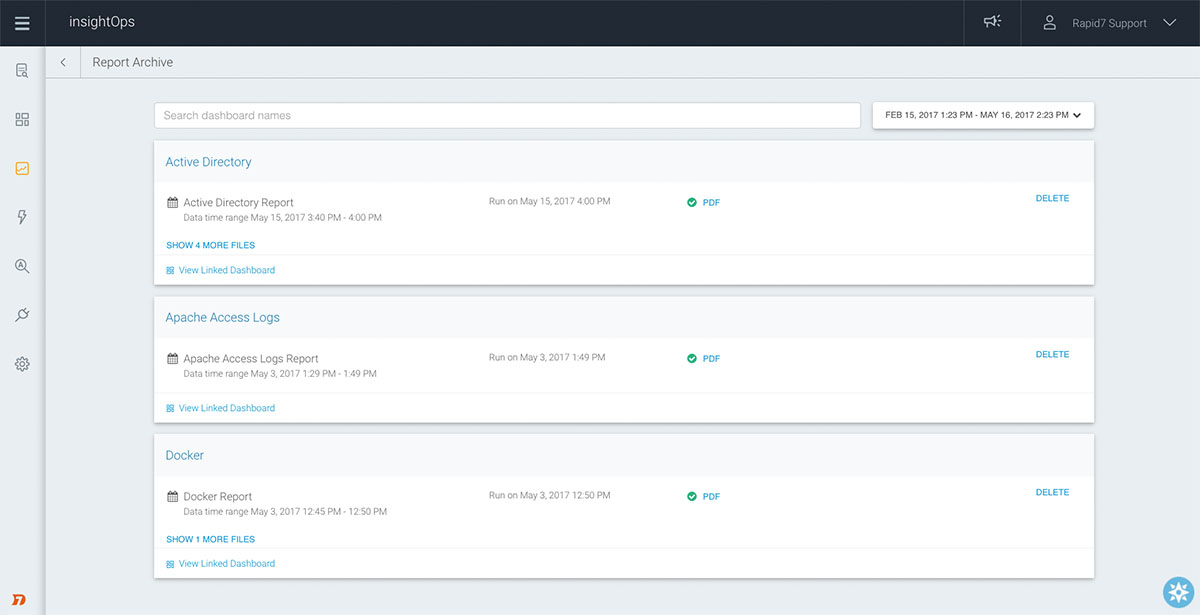 insightOps
Rapid7 Support
Report Archive
Search dashboard names
FEB 15, 2017 1:23 PM - MAY 16, 2017 2:23 PM
Active Directory
Active Directory Report
Run on May 15, 2017 4:00 PM
PDF
DELETE
Data time range May 15, 2017 3:40 PM - 4:00 PM
SHOW 4 MORE FILES
View Linked Dashboard
Apache Access Logs
Apache Access Logs Report
Run on May 3, 2017 1:49 PM
PDF
DELETE
Data time range May 3, 2017 1:29 PM - 1:49 PM
View Linked Dashboard
Docker
Docker Report
Run on May 3, 2017 12:50 PM
PDF
DELETE
Data time range May 3, 2017 12:45 PM - 12:50 PM
SHOW 1 MORE FILES
View Linked Dashboard